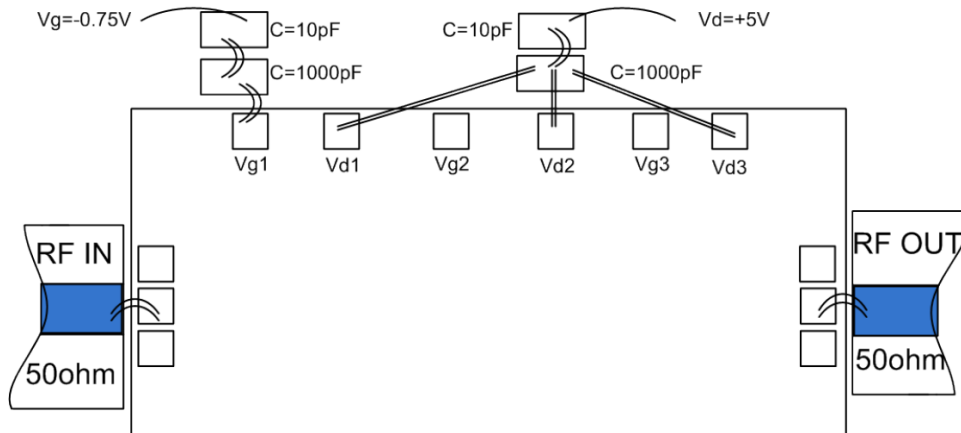 Vg=-0.75V
C=10pF
C=1000pF
C=10pF
Vd=+5V
C=1000pF
Vg1
Vd1
Vg2
Vd2
Vg3
Vd3
RF IN
50ohm
RF OUT
50ohm